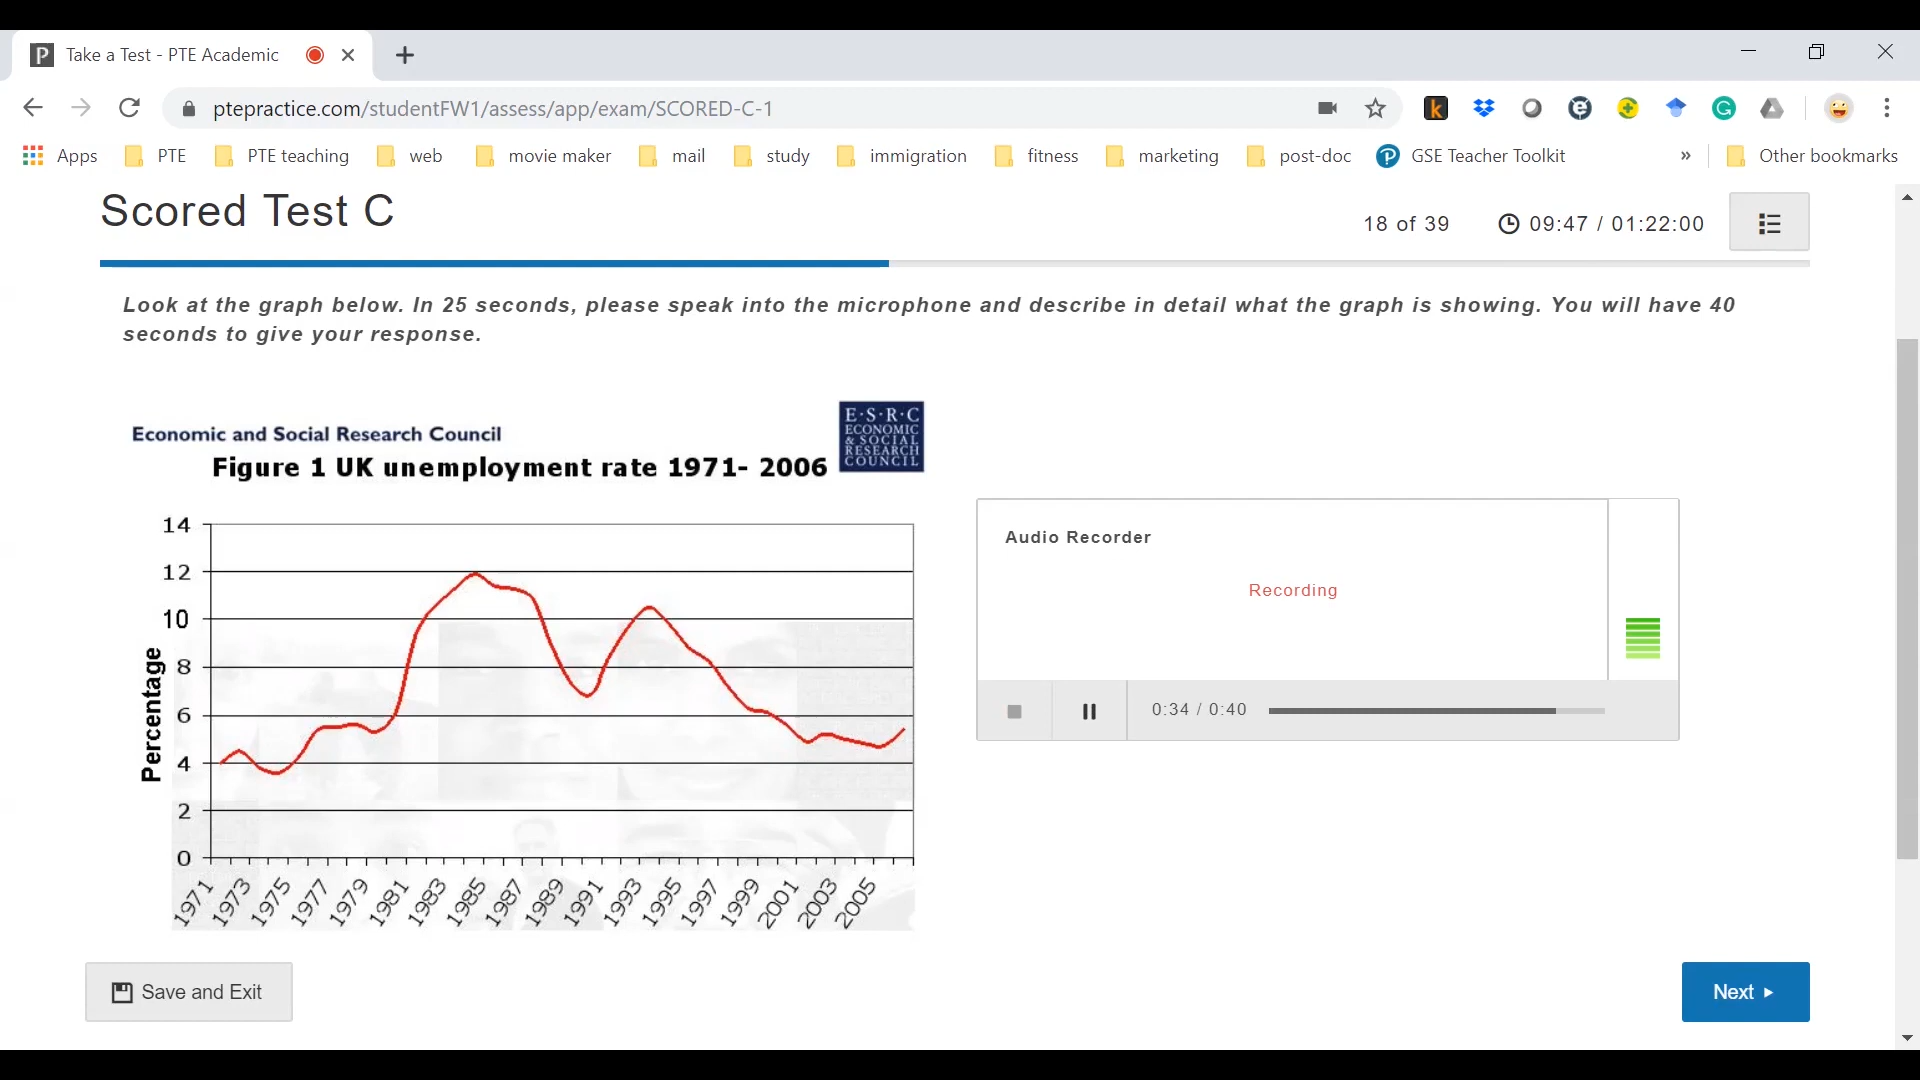 Take a Test - PTE Academic
ptepractice.com/studentFW1/assess/app/exam/SCORED-C-1
Apps PTE PTE teaching web movie maker mail study immigration fitness marketing post-doc GSE Teacher Toolkit » Other bookmarks
Scored Test C
18 of 39 09:47 / 01:22:00
Look at the graph below. In 25 seconds, please speak into the microphone and describe in detail what the graph is showing. You will have 40
seconds to give your response.
Economic and Social Research Council
E·S·R·C
ECONOMIC
& SOCIAL
RESEARCH
COUNCIL
Figure 1 UK unemployment rate 1971- 2006
Percentage
14
12
10
8
6
4
2
0
1971 1973 1975 1977 1979 1981 1983 1985 1987 1989 1991 1993 1995 1997 1999 2001 2003 2005
Audio Recorder
Recording
0:34 / 0:40
Save and Exit
Next